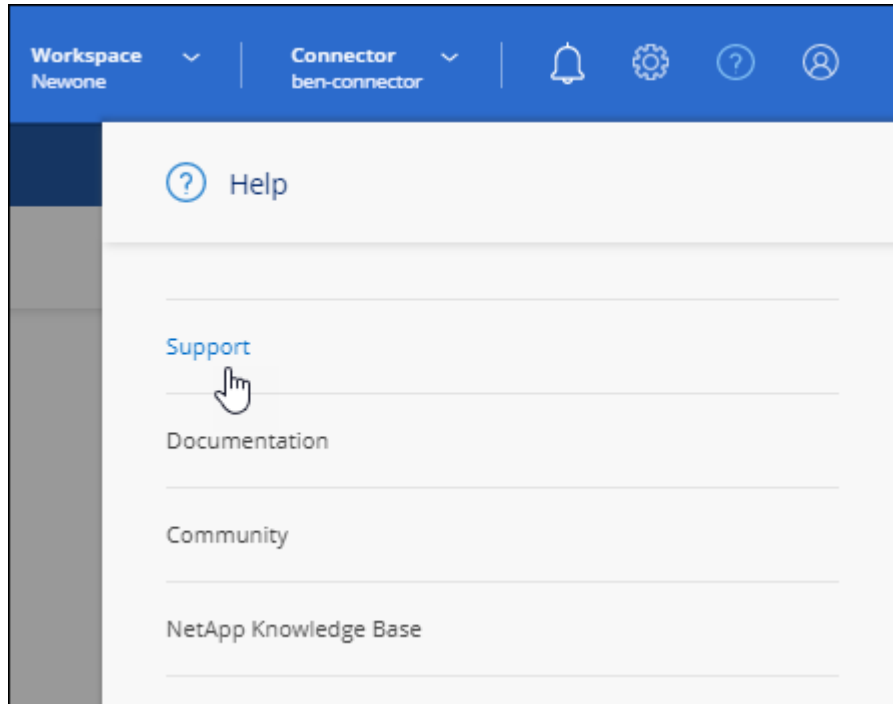 Workspace
Newone
Connector
ben-connector
Help
Support
Documentation
Community
NetApp Knowledge Base